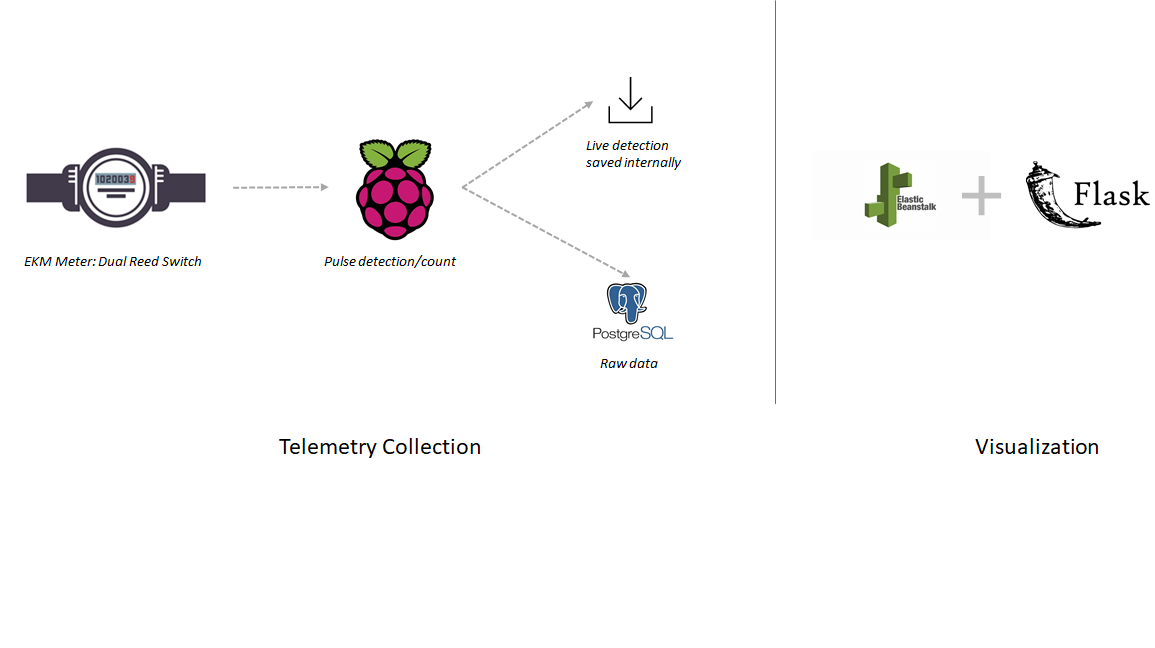 1020035
EKM Meter: Dual Reed Switch
Pulse detection/count
Live detection
saved internally
PostgreSQL
Raw data
Elastic
Beanstalk
Flask
Telemetry Collection
Visualization